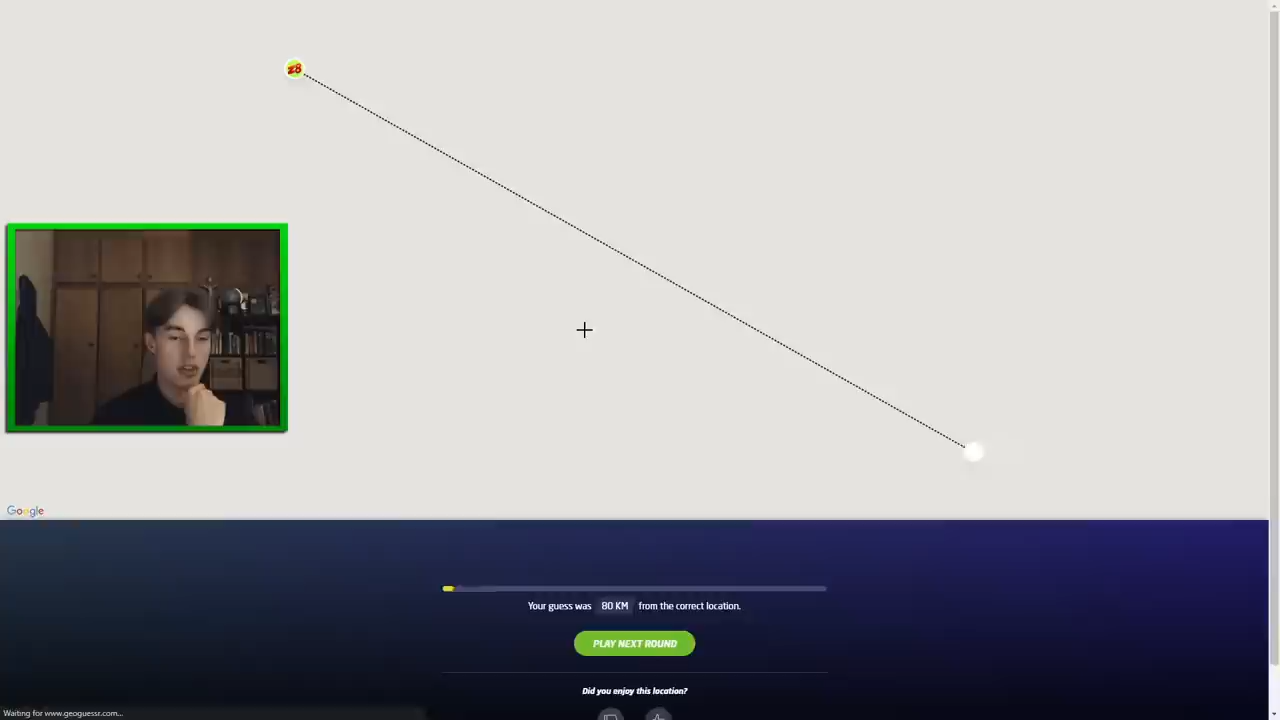 z8
Google
Your guess was 80 KM from the correct location.
PLAY NEXT ROUND
Did you enjoy this location?
Waiting for www.geoguessr.com...